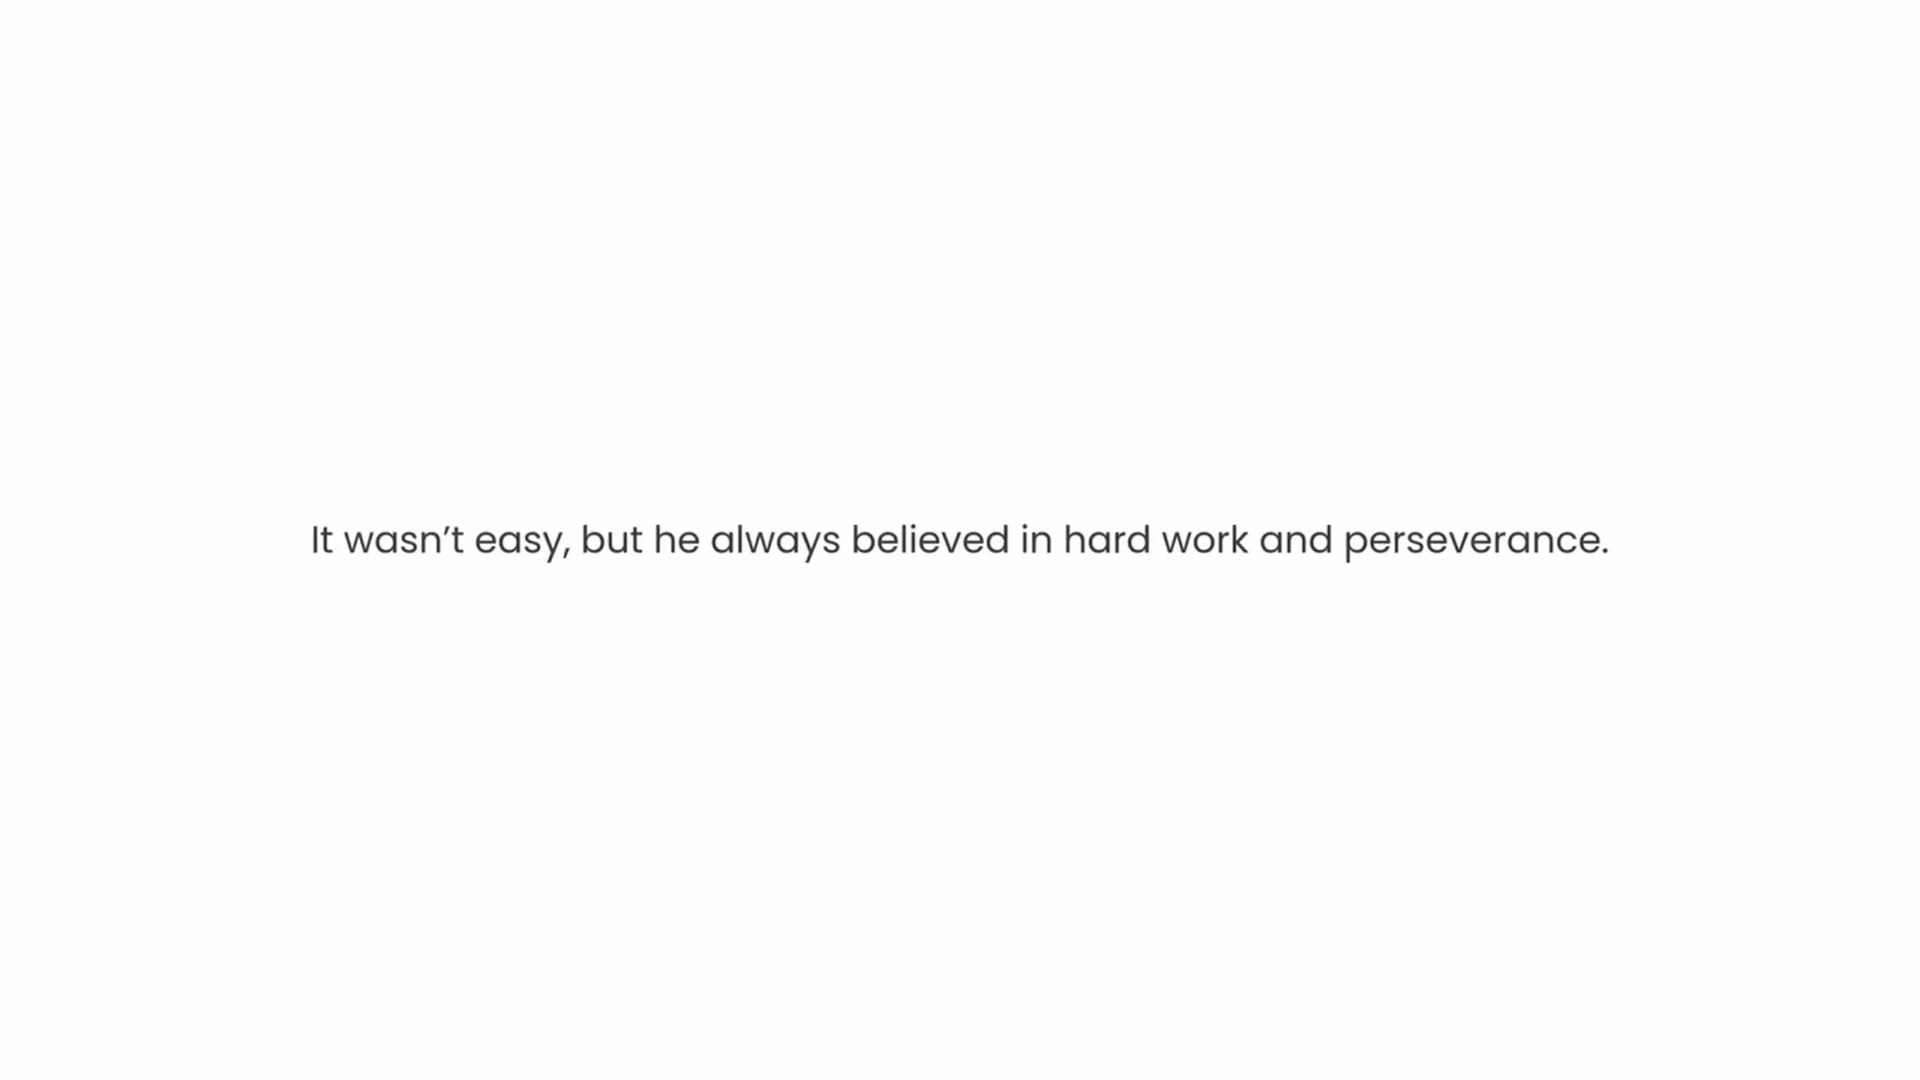 It wasn’t easy, but he always believed in hard work and perseverance.